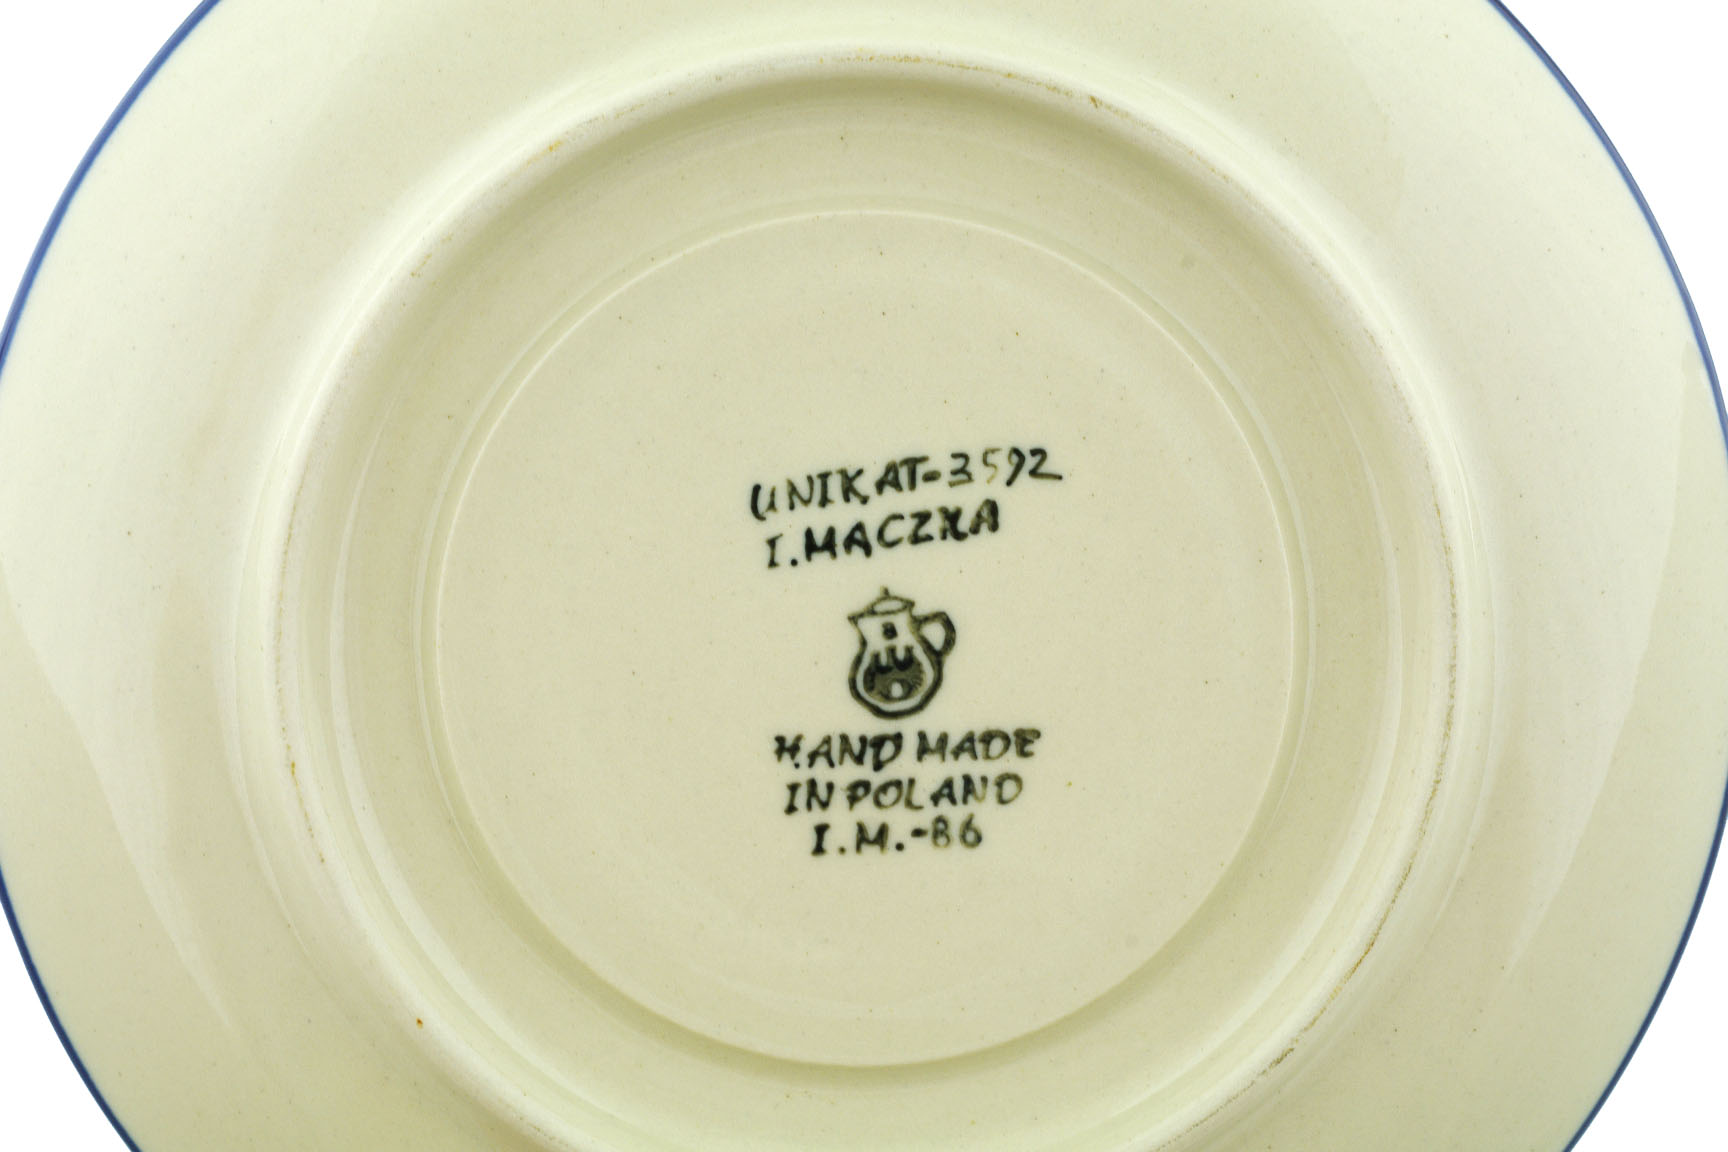 UNIKAT-3592
I.MACZKA
B
HAND MADE
IN POLAND
I.M.-86